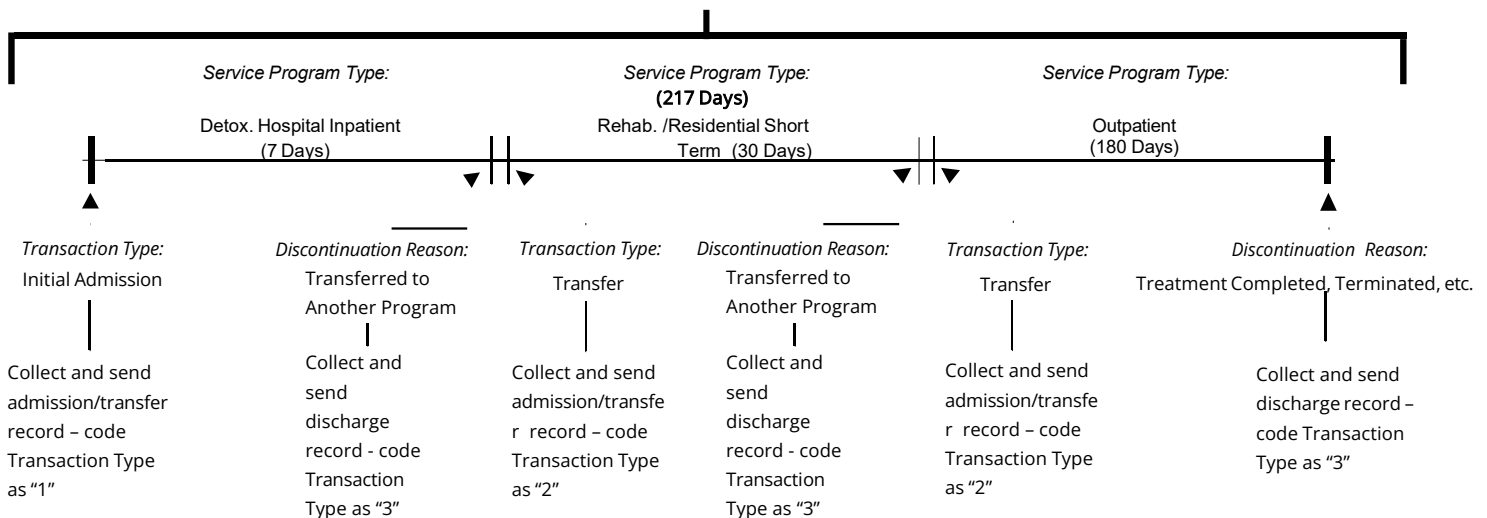 Service Program Type:
Service Program Type:
Service Program Type:
(217 Days)
Detox. Hospital Inpatient
(7 Days)
Rehab. /Residential Short
Term (30 Days)
Outpatient
(180 Days)
Transaction Type:
Initial Admission
Collect and send
admission/transfer
record – code
Transaction Type
as “1”
Discontinuation Reason:
Transferred to
Another Program
Collect and
send
discharge
record - code
Transaction
Type as “3”
Transaction Type:
Transfer
Collect and send
admission/transfe
r record – code
Transaction Type
as “2”
Discontinuation Reason:
Transferred to
Another Program
Collect and
send
discharge
record - code
Transaction
Type as “3”
Transaction Type:
Transfer
Collect and send
admission/transfe
r record – code
Transaction Type
as “2”
Discontinuation Reason:
Treatment Completed, Terminated, etc.
Collect and send
discharge record –
code Transaction
Type as “3”